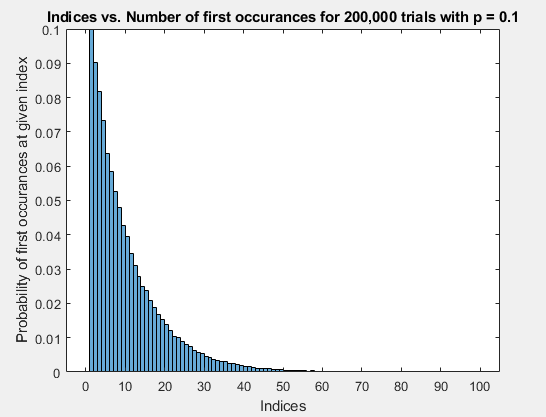 Indices vs. Number of first occurances for 200,000 trials with p = 0.1
Probability of first occurances at given index
0.1
0.09
0.08
0.07
0.06
0.05
0.04
0.03
0.02
0.01
0
0 10 20 30 40 50 60 70 80 90 100
Indices